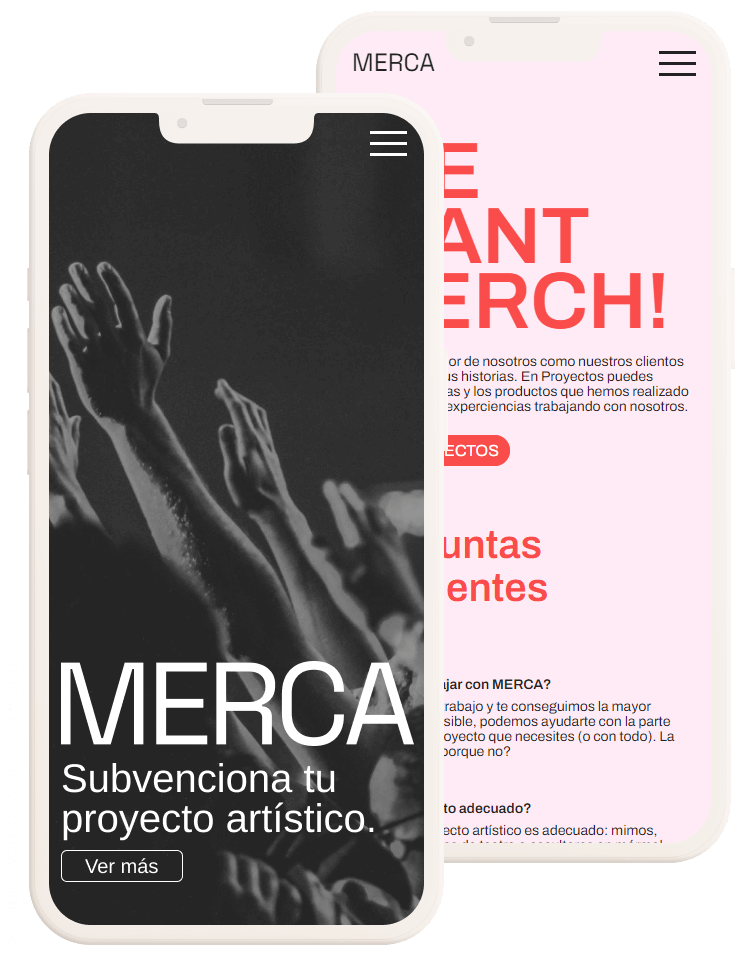 MERCA
Subvenciona tu
proyecto artístico.
Ver más
MERCA
E
ANT
ERCH!
or de nosotros como nuestros clientes
us historias. En Proyectos puedes
as y los productos que hemos realizado
experciencias trabajando con nosotros.
ECTOS
untas
entes
ajar con MERCA?
rabajo y te conseguimos la mayor
sible, podemos ayudarte con la parte
oyecto que necesites (o con todo). La
porque no?
to adecuado?
ecto artístico es adecuado: mimos,